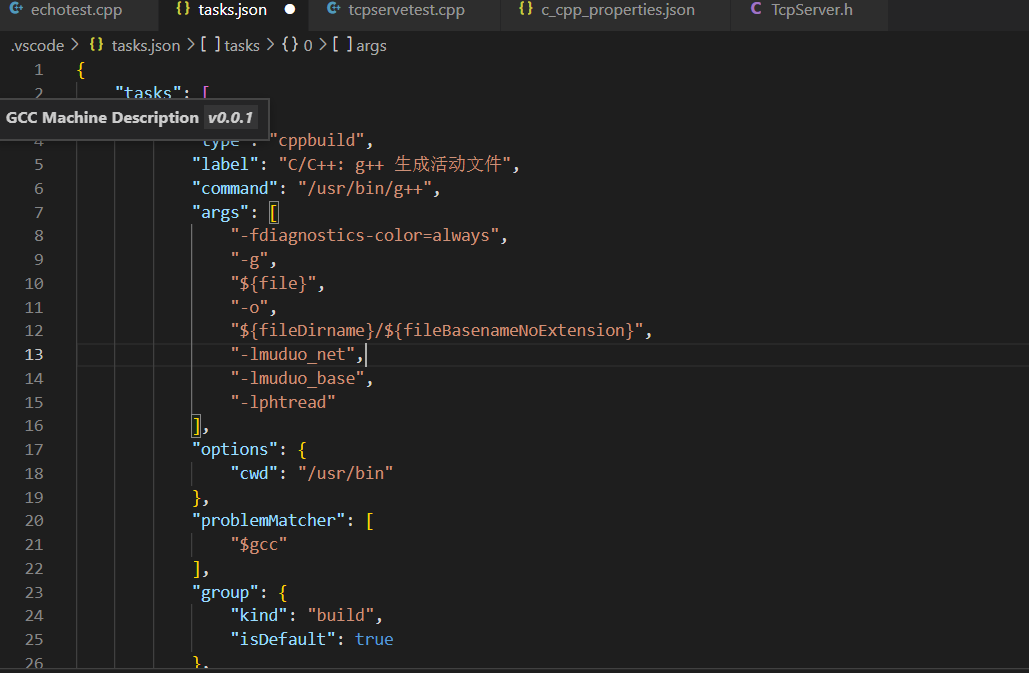 echotest.cpp {} tasks.json ● tcpservetest.cpp {} c_cpp_properties.json C TcpServer.h
.vscode > {} tasks.json > [ ] tasks > {} 0 > [ ] args
1 {
2 "tasks": [
GCC Machine Description v0.0.1
4 "type": "cppbuild",
5 "label": "C/C++: g++ 生成活动文件",
6 "command": "/usr/bin/g++",
7 "args": [
8 "-fdiagnostics-color=always",
9 "-g",
10 "${file}",
11 "-o",
12 "${fileDirname}/${fileBasenameNoExtension}",
13 "-lmuduo_net",
14 "-lmuduo_base",
15 "-lphtread"
16 ],
17 "options": {
18 "cwd": "/usr/bin"
19 },
20 "problemMatcher": [
21 "$gcc"
22 ],
23 "group": {
24 "kind": "build",
25 "isDefault": true
26 },